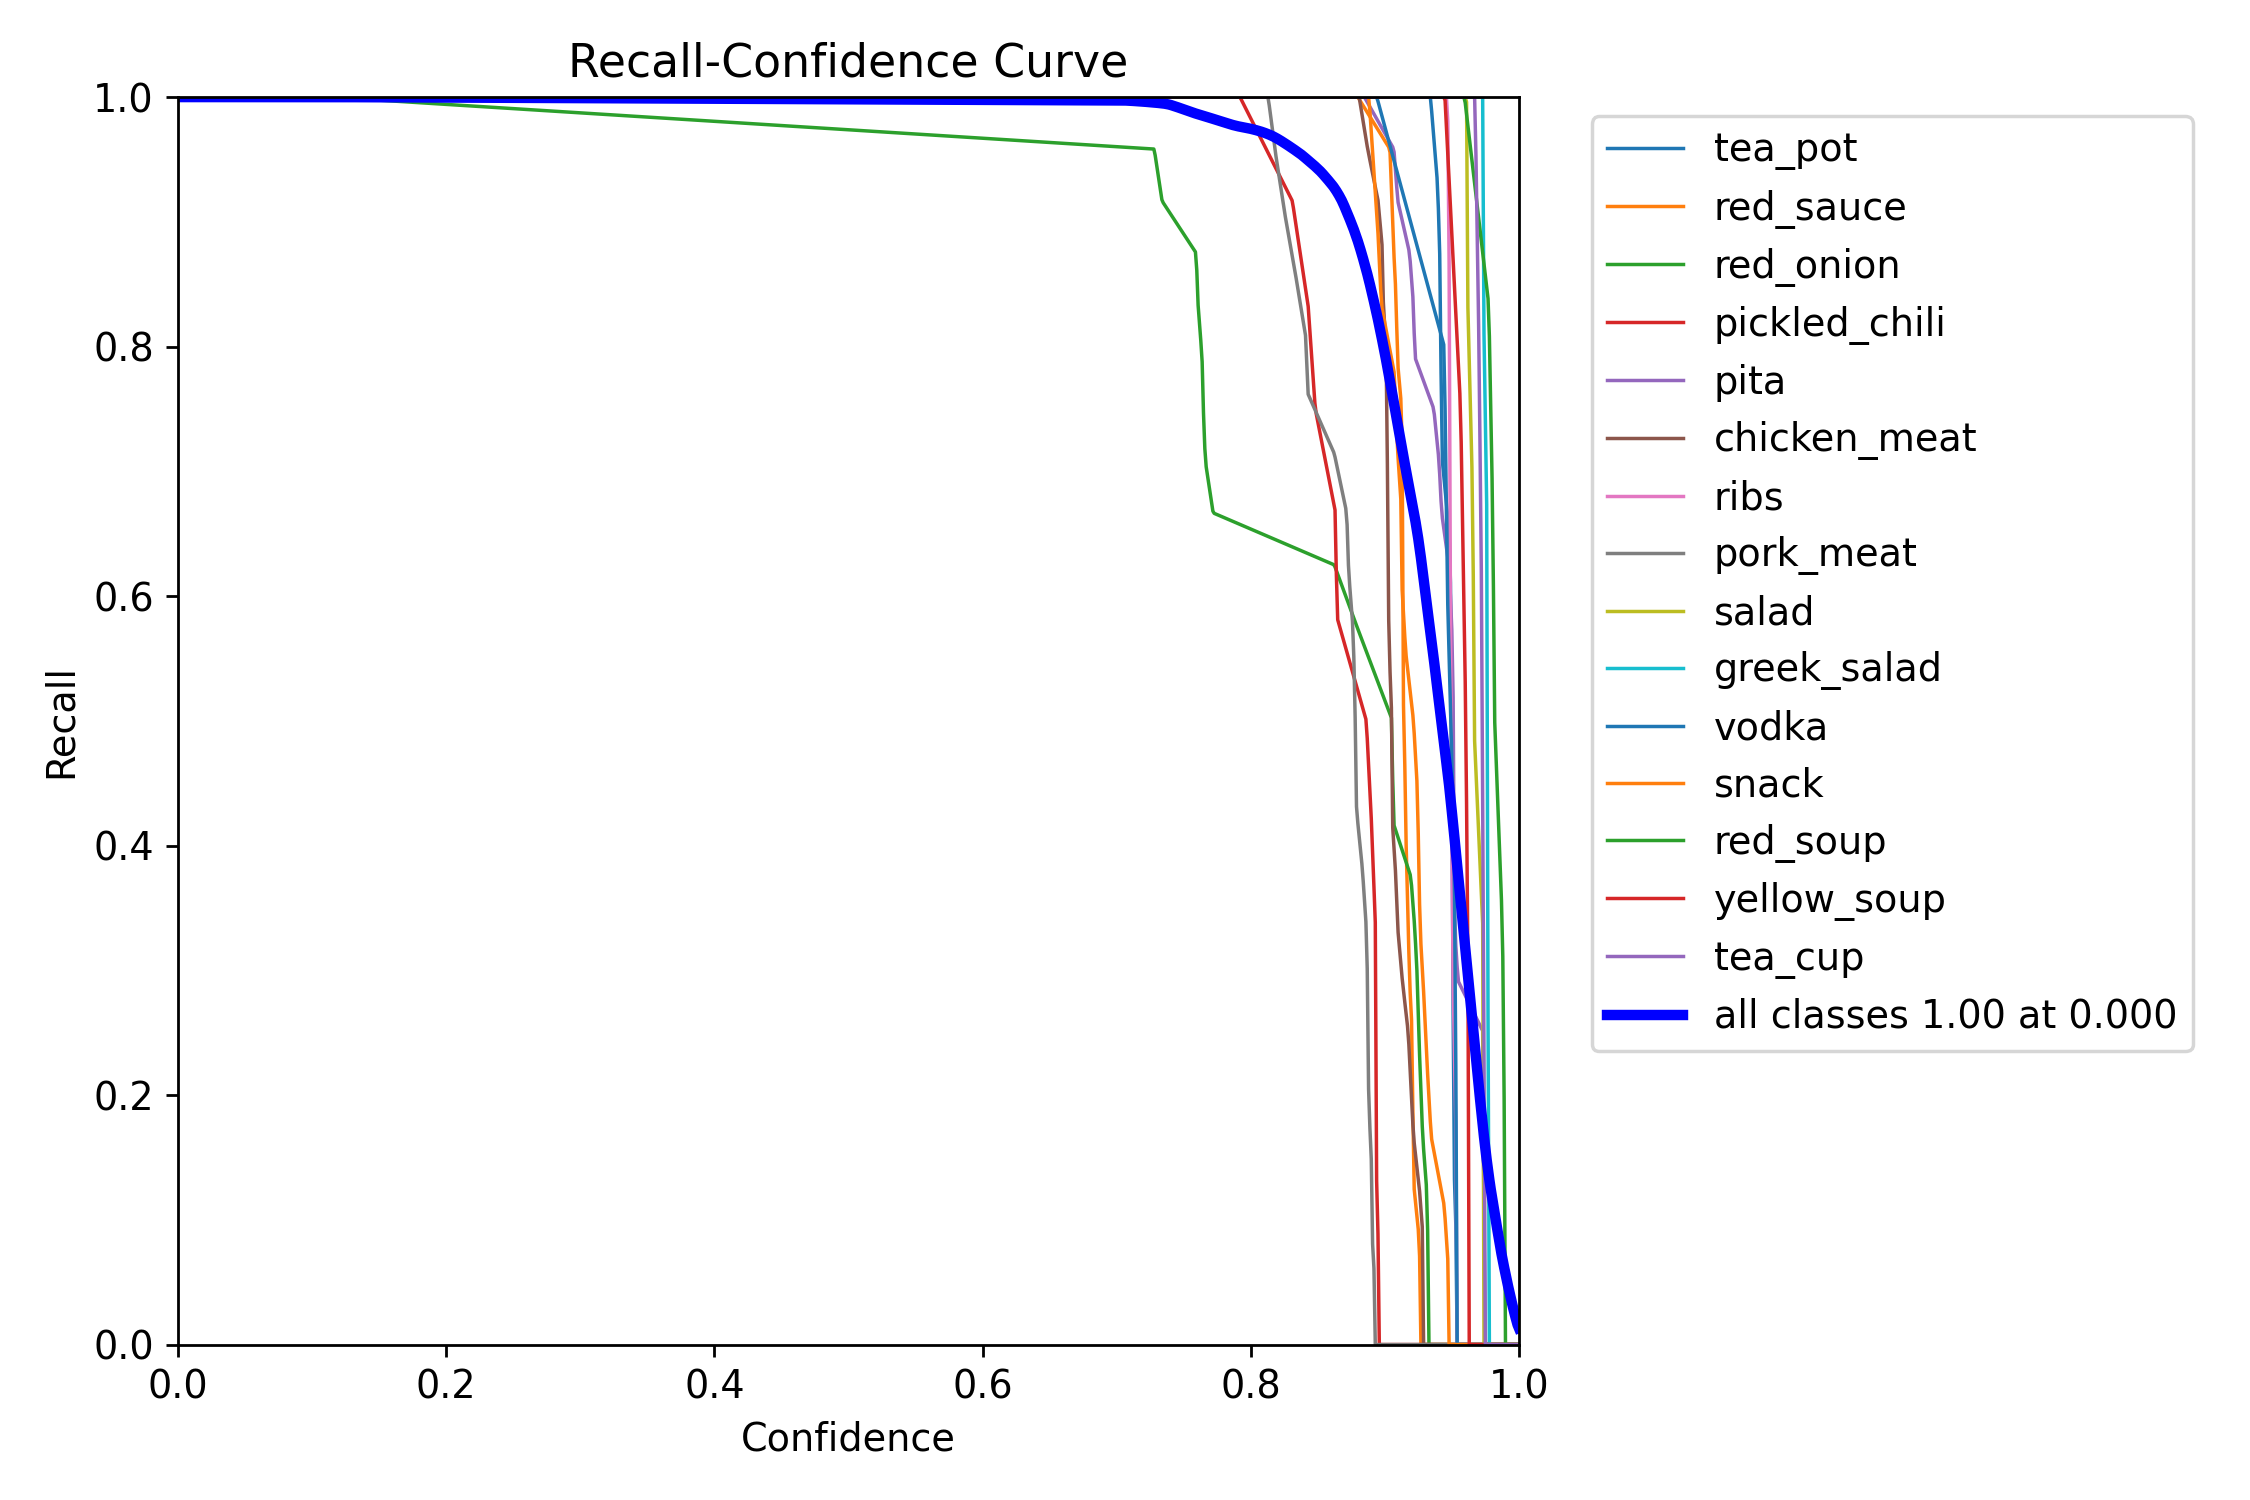 Recall-Confidence Curve
1.0
0.8
0.6
0.4
0.2
0.0
Recall
0.0 0.2 0.4 0.6 0.8 1.0
Confidence
tea_pot
red_sauce
red_onion
pickled_chili
pita
chicken_meat
ribs
pork_meat
salad
greek_salad
vodka
snack
red_soup
yellow_soup
tea_cup
all classes 1.00 at 0.000